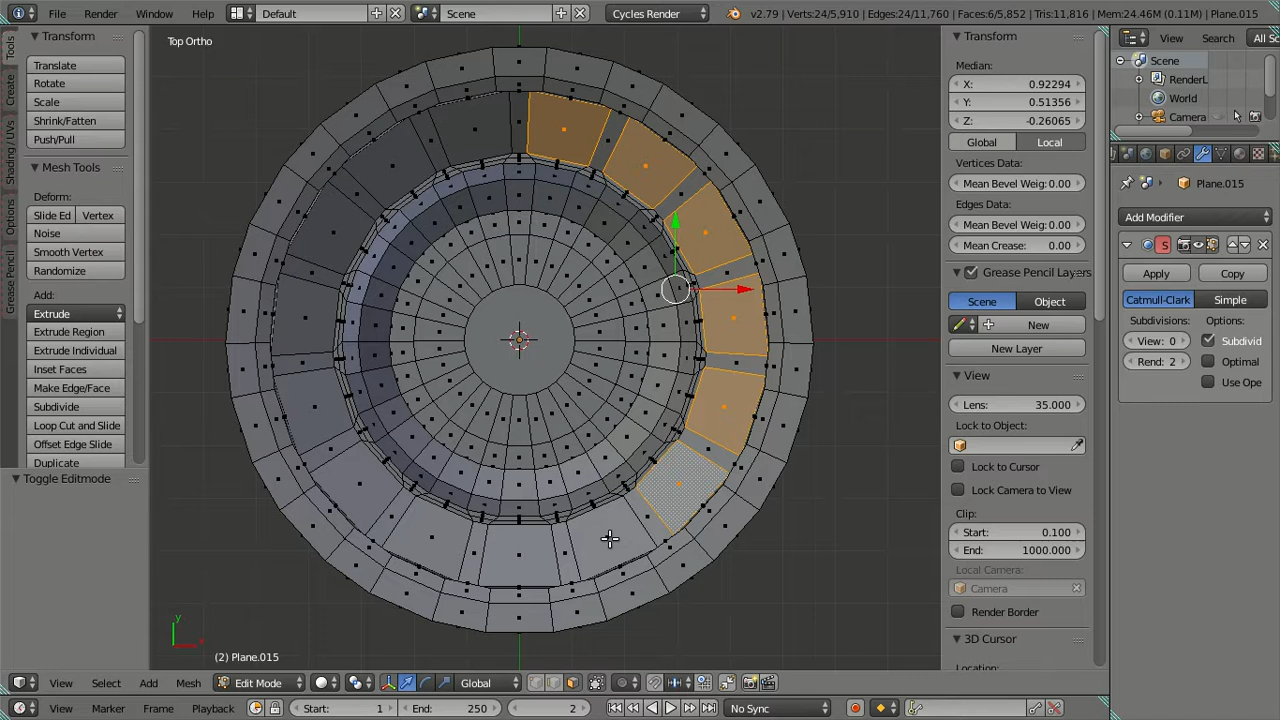 File Render Window Help Default Scene Cycles Render v2.79 | Verts:24/5,910 | Edges:24/11,760 | Faces:6/5,852 | Tris:11,816 | Mem:24.46M (0.11M) | Plane.015
Tools
Create
Shading / UVs
Options
Grease Pencil
Transform
Translate
Rotate
Scale
Shrink/Fatten
Push/Pull
Mesh Tools
Deform:
Slide Ed Vertex
Noise
Smooth Vertex
Randomize
Add:
Extrude
Extrude Region
Extrude Individual
Inset Faces
Make Edge/Face
Subdivide
Loop Cut and Slide
Offset Edge Slide
Duplicate
Toggle Editmode
Top Ortho
y
x
(2) Plane.015
Transform
Median:
X: 0.92294
Y: 0.51356
Z: -0.26065
Global Local
Vertices Data:
Mean Bevel Weig: 0.00
Edges Data:
Mean Bevel Weig: 0.00
Mean Crease: 0.00
Grease Pencil Layers
Scene Object
New
New Layer
View
Lens: 35.000
Lock to Object:
Lock to Cursor
Lock Camera to View
Clip:
Start: 0.100
End: 1000.000
Local Camera:
Camera
Render Border
3D Cursor
Location:
View Search All Sc
Scene
RenderL
World
Camera
Plane.015
Add Modifier
S
Apply Copy
Catmull-Clark Simple
Subdivisions: Options:
View: 0 Subdivid
Rend: 2 Optimal
Use Ope
View Select Add Mesh Edit Mode Global
View Marker Frame Playback Start: 1 End: 250 2 No Sync